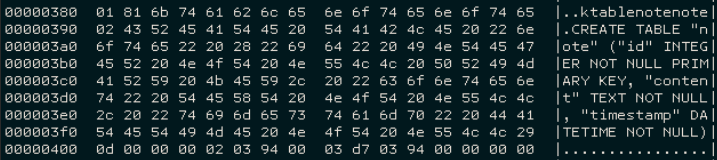 00000380  01 81 6b 74 61 62 6c 65  6e 6f 74 65 6e 6f 74 65  |..ktablenotenote|
00000390  02 43 52 45 41 54 45 20  54 41 42 4c 45 20 22 6e  |.CREATE TABLE "n|
000003a0  6f 74 65 22 20 28 22 69  64 22 20 49 4e 54 45 47  |ote" ("id" INTEG|
000003b0  45 52 20 4e 4f 54 20 4e  55 4c 4c 20 50 52 49 4d  |ER NOT NULL PRIM|
000003c0  41 52 59 20 4b 45 59 2c  20 22 63 6f 6e 74 65 6e  |ARY KEY, "conten|
000003d0  74 22 20 54 45 58 54 20  4e 4f 54 20 4e 55 4c 4c  |t" TEXT NOT NULL|
000003e0  2c 20 22 74 69 6d 65 73  74 61 6d 70 22 20 44 41  |, "timestamp" DA|
000003f0  54 45 54 49 4d 45 20 4e  4f 54 20 4e 55 4c 4c 29  |TETIME NOT NULL)|
00000400  0d 00 00 00 02 03 94 00  03 d7 03 94 00 00 00 00  |................|